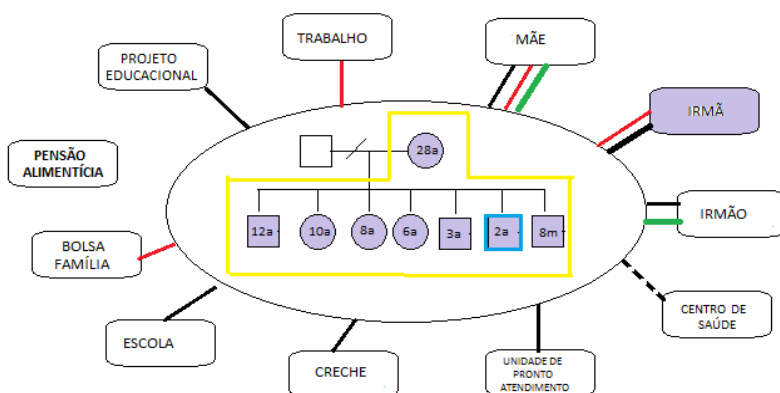 TRABALHO
MÃE
PROJETO
EDUCACIONAL
IRMÃ
PENSÃO
ALIMENTÍCIA
28a
12a
10a
8a
6a
3a
2a
8m
IRMÃO
BOLSA
FAMÍLIA
CENTRO DE
SAÚDE
ESCOLA
CRECHE
UNIDADE DE
PRONTO
ATENDIMENTO